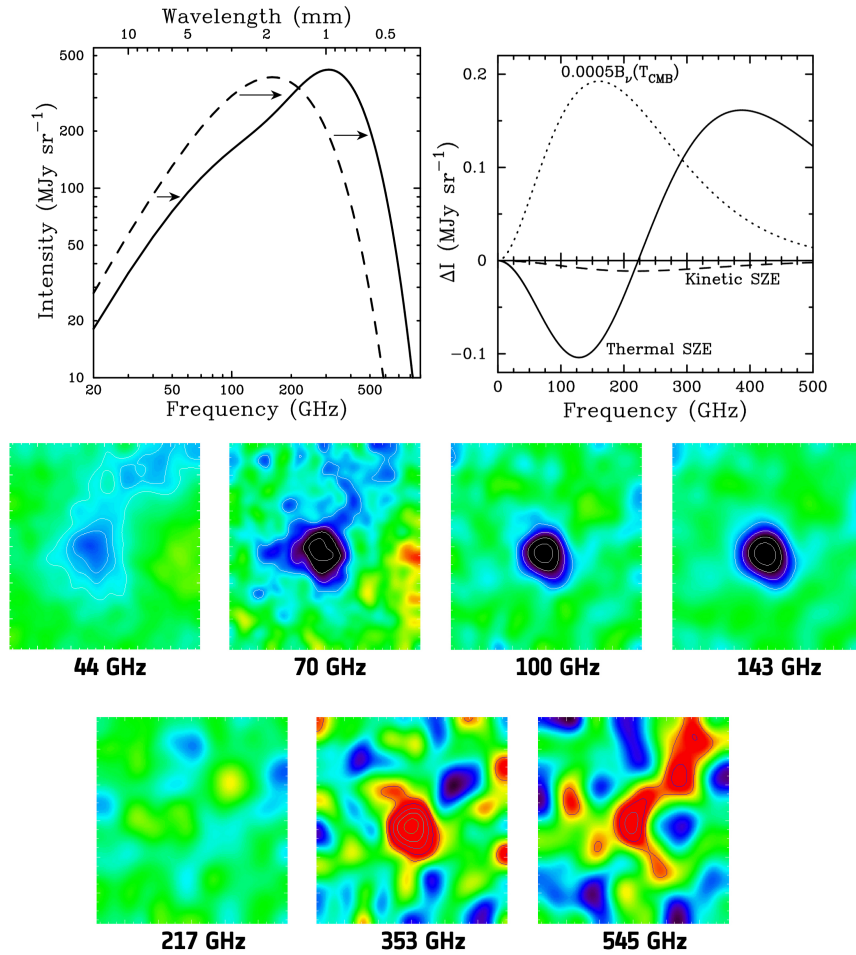 Wavelength (mm)
10 5 2 1 0.5
500
200
100
50
20
10
Intensity (MJy sr⁻¹)
20 50 100 200 500
Frequency (GHz)
0.2
0.1
0
−0.1
ΔI (MJy sr⁻¹)
0.0005Bᵥ(T_CMB)
Kinetic SZE
Thermal SZE
0 100 200 300 400 500
Frequency (GHz)
44 GHz
70 GHz
100 GHz
143 GHz
217 GHz
353 GHz
545 GHz